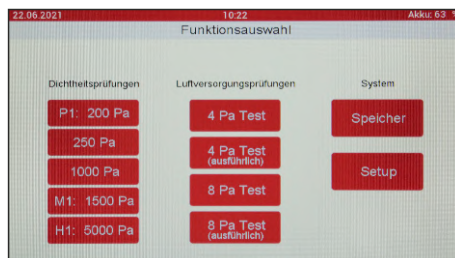 22.06.2021 10:22 Akku: 63 %
Funktionsauswahl
Dichtheitsprüfungen
P1: 200 Pa
250 Pa
1000 Pa
M1: 1500 Pa
H1: 5000 Pa
Luftversorgungsprüfungen
4 Pa Test
4 Pa Test
(ausführlich)
8 Pa Test
8 Pa Test
(ausführlich)
System
Speicher
Setup